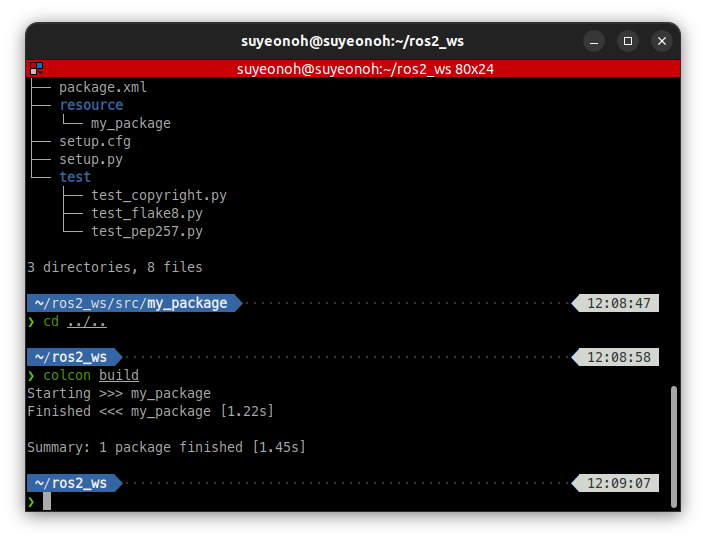 suyeonoh@suyeonoh:~/ros2_ws
suyeonoh@suyeonoh:~/ros2_ws 80x24
├── package.xml
├── resource
│   └── my_package
├── setup.cfg
├── setup.py
└── test
    ├── test_copyright.py
    ├── test_flake8.py
    └── test_pep257.py
3 directories, 8 files
~/ros2_ws/src/my_package 12:08:47
❯ cd ../..
~/ros2_ws 12:08:58
❯ colcon build
Starting >>> my_package
Finished <<< my_package [1.22s]
Summary: 1 package finished [1.45s]
~/ros2_ws 12:09:07
❯